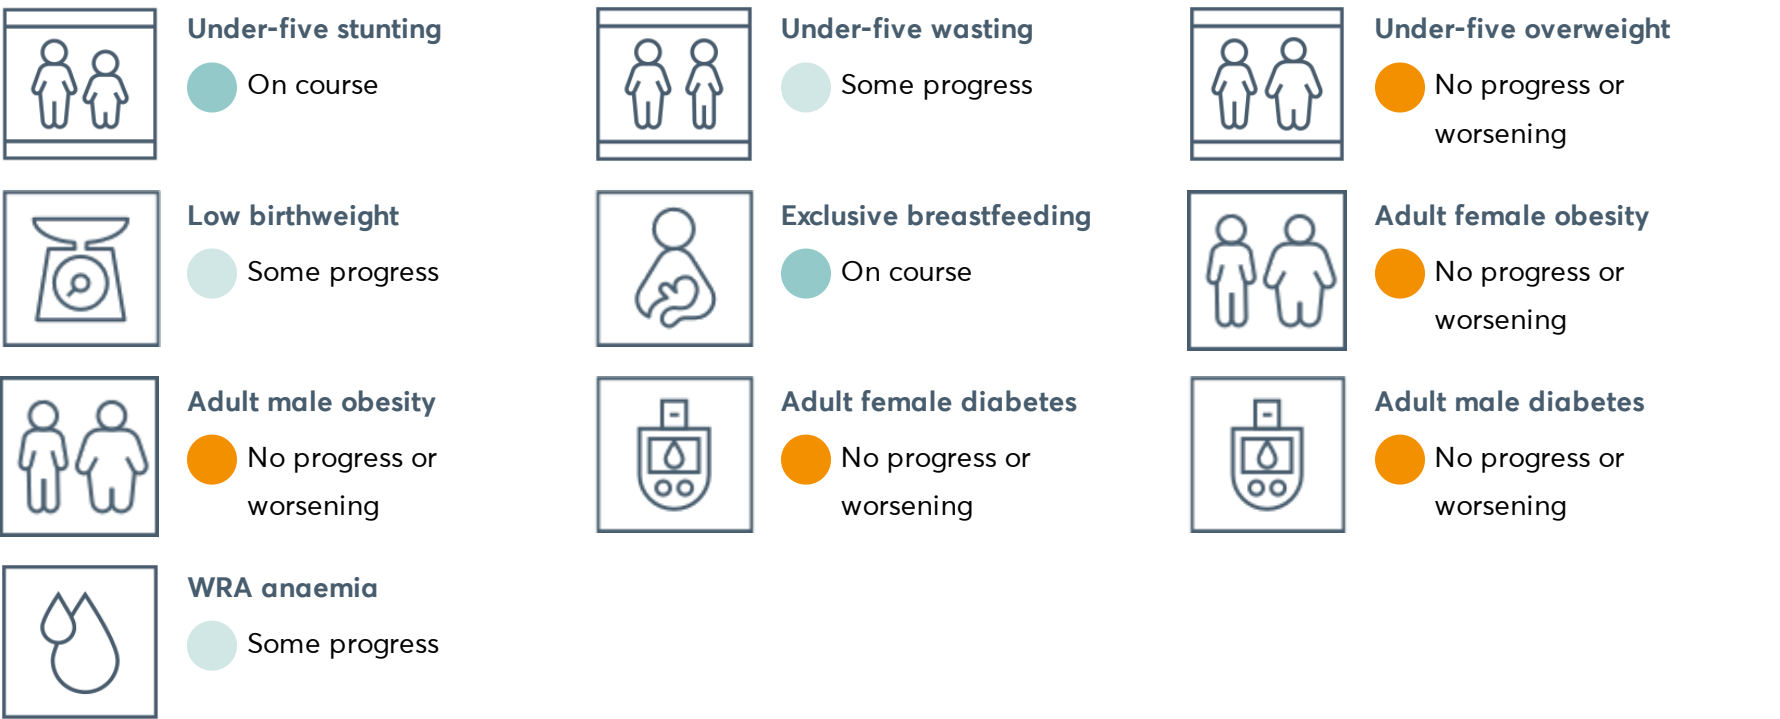 Under-five stunting
On course
Under-five wasting
Some progress
Under-five overweight
No progress or
worsening
Low birthweight
Some progress
Exclusive breastfeeding
On course
Adult female obesity
No progress or
worsening
Adult male obesity
No progress or
worsening
Adult female diabetes
No progress or
worsening
Adult male diabetes
No progress or
worsening
WRA anaemia
Some progress